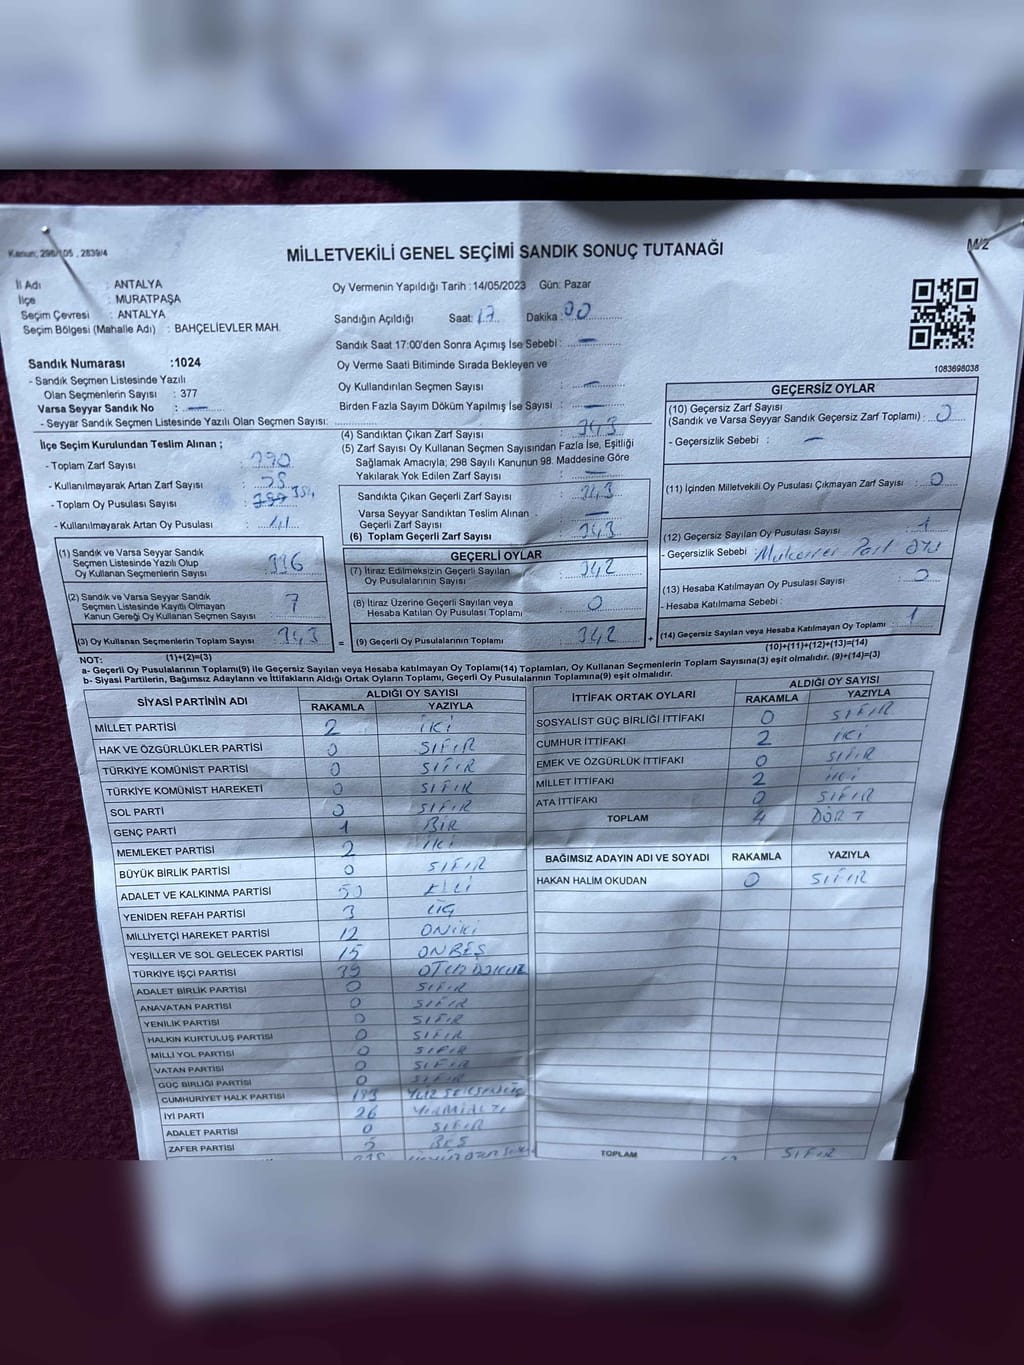 Kanun; 296/105 , 2839/4
MİLLETVEKİLİ GENEL SEÇİMİ SANDIK SONUÇ TUTANAĞI
M/2
İl Adı : ANTALYA
İlçe : MURATPAŞA
Seçim Çevresi : ANTALYA
Seçim Bölgesi (Mahalle Adı) : BAHÇELİEVLER MAH.
Oy Vermenin Yapıldığı Tarih : 14/05/2023 Gün: Pazar
Sandığın Açıldığı Saat: 17 Dakika : 00
Sandık Saat 17:00'den Sonra Açımış İse Sebebi : —
Oy Verme Saati Bitiminde Sırada Bekleyen ve
Oy Kullandırılan Seçmen Sayısı : —
Birden Fazla Sayım Döküm Yapılmış İse Sayısı : —
1083698038
Sandık Numarası :1024
- Sandık Seçmen Listesinde Yazılı
Olan Seçmenlerin Sayısı : 377
Varsa Seyyar Sandık No : —
- Seyyar Sandık Seçmen Listesinde Yazılı Olan Seçmen Sayısı:
İlçe Seçim Kurulundan Teslim Alınan ;
- Toplam Zarf Sayısı :
- Kullanılmayarak Artan Zarf Sayısı :
- Toplam Oy Pusulası Sayısı :
- Kullanılmayarak Artan Oy Pusulası :
(4) Sandıktan Çıkan Zarf Sayısı : 343
(5) Zarf Sayısı Oy Kullanan Seçmen Sayısından Fazla İse, Eşitliği
Sağlamak Amacıyla; 298 Sayılı Kanunun 98. Maddesine Göre
Yakılarak Yok Edilen Zarf Sayısı : —
Sandıkta Çıkan Geçerli Zarf Sayısı : 343
Varsa Seyyar Sandıktan Teslim Alınan
Geçerli Zarf Sayısı : —
(6) Toplam Geçerli Zarf Sayısı : 343
GEÇERSİZ OYLAR
(10) Geçersiz Zarf Sayısı
(Sandık ve Varsa Seyyar Sandık Geçersiz Zarf Toplamı) : 0
- Geçersizlik Sebebi : —
(11) İçinden Milletvekili Oy Pusulası Çıkmayan Zarf Sayısı : 0
(12) Geçersiz Sayılan Oy Pusulası Sayısı : 1
- Geçersizlik Sebebi :
(13) Hesaba Katılmayan Oy Pusulası Sayısı : 0
- Hesaba Katılmama Sebebi :
(14) Geçersiz Sayılan veya Hesaba Katılmayan Oy Toplamı : 1
(10)+(11)+(12)+(13)=(14)
(1) Sandık ve Varsa Seyyar Sandık
Seçmen Listesinde Yazılı Olup
Oy Kullanan Seçmenlerin Sayısı : 336
(2) Sandık ve Varsa Seyyar Sandık
Seçmen Listesinde Kayıtlı Olmayan
Kanun Gereği Oy Kullanan Seçmen Sayısı : 7
(3) Oy Kullanan Seçmenlerin Toplam Sayısı : 343
(1)+(2)=(3)
GEÇERLİ OYLAR
(7) İtiraz Edilmeksizin Geçerli Sayılan
Oy Pusulalarının Sayısı : 342
(8) İtiraz Üzerine Geçerli Sayılan veya
Hesaba Katılan Oy Pusulası Toplamı : 0
= (9) Geçerli Oy Pusulalarının Toplamı : 342 +
NOT:
a- Geçerli Oy Pusulalarının Toplamı(9) ile Geçersiz Sayılan veya Hesaba katılmayan Oy Toplamı(14) Toplamları, Oy Kullanan Seçmenlerin Toplam Sayısına(3) eşit olmalıdır. (9)+(14)=(3)
b- Siyasi Partilerin, Bağımsız Adayların ve İttifakların Aldığı Ortak Oyların Toplamı, Geçerli Oy Pusulalarının Toplamına(9) eşit olmalıdır.
SİYASİ PARTİNİN ADI ALDIĞI OY SAYISI
RAKAMLA YAZIYLA
MİLLET PARTİSİ 2 İKİ
HAK VE ÖZGÜRLÜKLER PARTİSİ 0 SIFIR
TÜRKİYE KOMÜNİST PARTİSİ 0 SIFIR
TÜRKİYE KOMÜNİST HAREKETİ 0 SIFIR
SOL PARTİ 0 SIFIR
GENÇ PARTİ 1 BİR
MEMLEKET PARTİSİ 2 İKİ
BÜYÜK BİRLİK PARTİSİ 0 SIFIR
ADALET VE KALKINMA PARTİSİ 50 ELLİ
YENİDEN REFAH PARTİSİ 3 ÜÇ
MİLLİYETÇİ HAREKET PARTİSİ 12 ONİKİ
YEŞİLLER VE SOL GELECEK PARTİSİ 15 ONBEŞ
TÜRKİYE İŞÇİ PARTİSİ 39 OTUZDOKUZ
ADALET BİRLİK PARTİSİ 0 SIFIR
ANAVATAN PARTİSİ 0 SIFIR
YENİLİK PARTİSİ 0 SIFIR
HALKIN KURTULUŞ PARTİSİ 0 SIFIR
MİLLİ YOL PARTİSİ 0 SIFIR
VATAN PARTİSİ 0 SIFIR
GÜÇ BİRLİĞİ PARTİSİ 0 SIFIR
CUMHURİYET HALK PARTİSİ 183 YÜZ SEKSENÜÇ
İYİ PARTİ 26 YİRMİALTI
ADALET PARTİSİ 0 SIFIR
ZAFER PARTİSİ 5 BEŞ
İTTİFAK ORTAK OYLARI ALDIĞI OY SAYISI
RAKAMLA YAZIYLA
SOSYALİST GÜÇ BİRLİĞİ İTTİFAKI 0 SIFIR
CUMHUR İTTİFAKI 2 İKİ
EMEK VE ÖZGÜRLÜK İTTİFAKI 0 SIFIR
MİLLET İTTİFAKI 2 İKİ
ATA İTTİFAKI 0 SIFIR
TOPLAM 4 DÖRT
BAĞIMSIZ ADAYIN ADI VE SOYADI RAKAMLA YAZIYLA
HAKAN HALİM OKUDAN 0 SIFIR
TOPLAM SIFIR